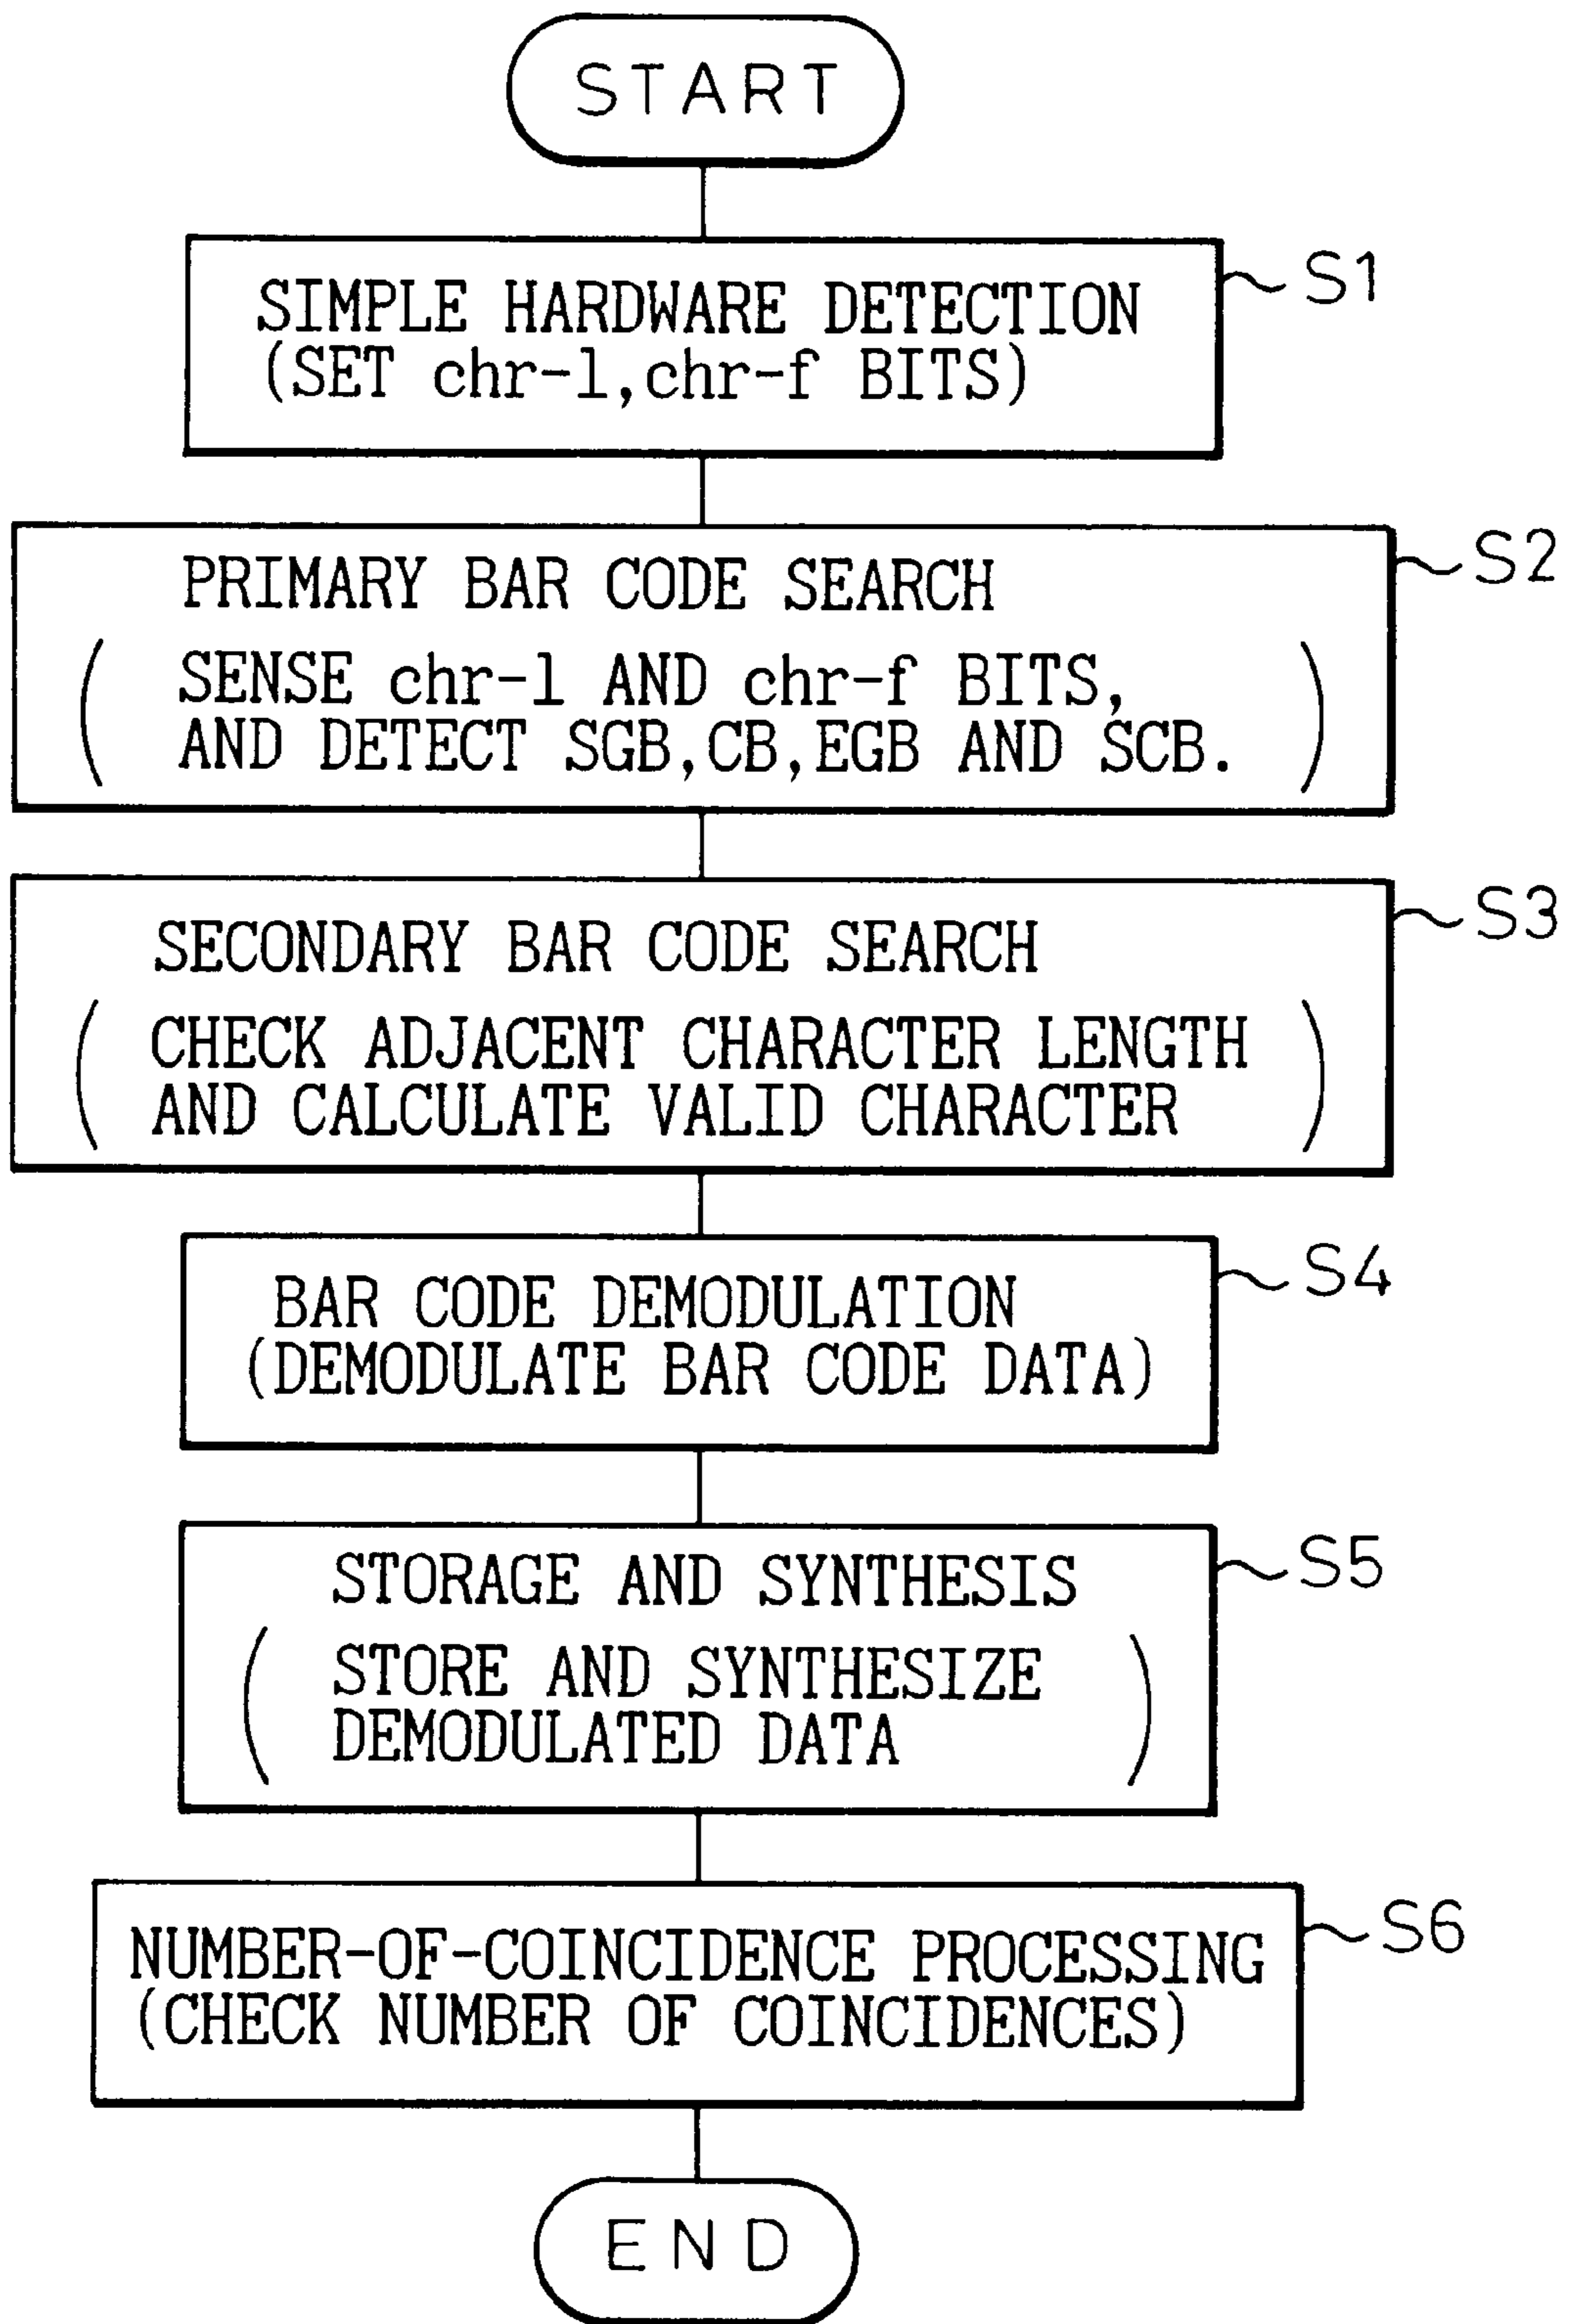 START
SIMPLE HARDWARE DETECTION
(SET chr-l,chr-f BITS)
S1
PRIMARY BAR CODE SEARCH
(SENSE chr-l AND chr-f BITS,
AND DETECT SGB,CB,EGB AND SCB.)
S2
SECONDARY BAR CODE SEARCH
(CHECK ADJACENT CHARACTER LENGTH
AND CALCULATE VALID CHARACTER)
S3
BAR CODE DEMODULATION
(DEMODULATE BAR CODE DATA)
S4
STORAGE AND SYNTHESIS
(STORE AND SYNTHESIZE
DEMODULATED DATA)
S5
NUMBER-OF-COINCIDENCE PROCESSING
(CHECK NUMBER OF COINCIDENCES)
S6
END